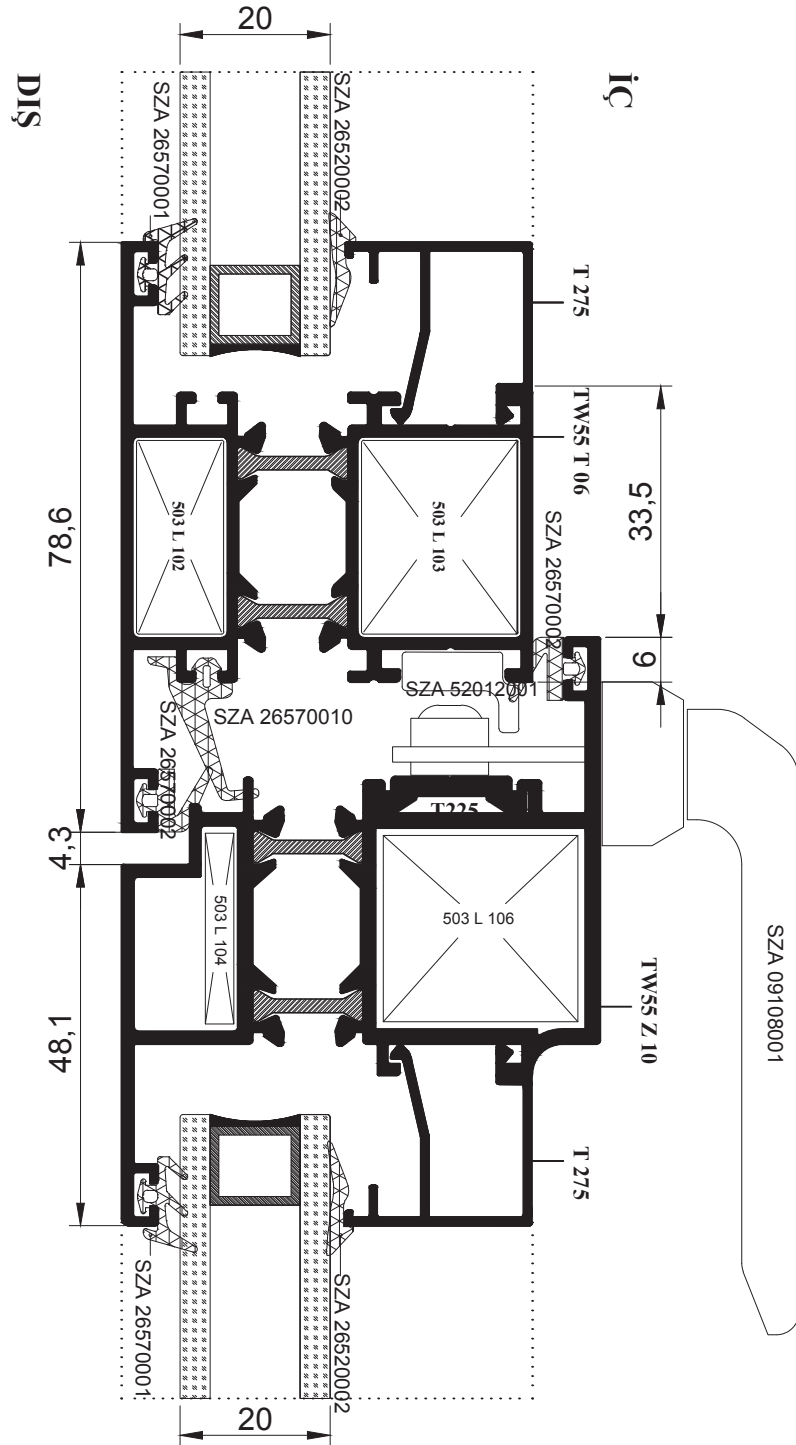 20
DIŞ
SZA 26570001
SZA 26520002
İÇ
T 275
TW55 T 06
33,5
78,6
503 L 102
503 L 103
SZA 26570002
6
SZA 52012001
SZA 26570010
SZA 26570002
T225
4,3
503 L 104
503 L 106
SZA 09108001
TW55 Z 10
48,1
T 275
SZA 26570001
SZA 26520002
20